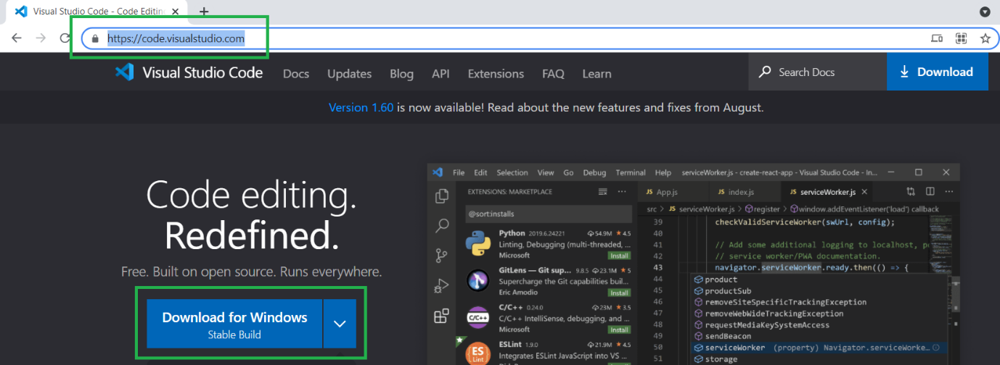 Visual Studio Code - Code Editin
https://code.visualstudio.com
Visual Studio Code Docs Updates Blog API Extensions FAQ Learn Search Docs Download
Version 1.60 is now available! Read about the new features and fixes from August.
Code editing.
Redefined.
Free. Built on open source. Runs everywhere.
Download for Windows
Stable Build
File Edit Selection View Go Debug Terminal Help serviceWorker.js - create-react-app - Visual Studio Code - In...
EXTENSIONS: MARKETPLACE
@sort:installs
Python 2019.6.24221 54.9M 4.5
Linting, Debugging (multi-threaded, ...
Microsoft Install
GitLens — Git sup... 9.8.5 23.1M 5
Supercharge the Git capabilities buil...
Eric Amodio Install
C/C++ 0.24.0 23M 3.5
C/C++ IntelliSense, debugging, and ...
Microsoft Install
ESLint 1.9.0 21.9M 4.5
Integrates ESLint JavaScript into VS ...
JS App.js JS index.js JS serviceWorker.js
src > JS serviceWorker.js > register > window.addEventListener('load') callback
39 checkValidServiceWorker(swUrl, config);
40
41 // Add some additional logging to localhost,
42 // service worker/PWA documentation.
43 navigator.serviceWorker.ready.then(() => {
44 product
45 productSub
46 removeSiteSpecificTrackingException
47 removeWebWideTrackingException
48 requestMediaKeySystemAccess
49 sendBeacon
50 serviceWorker (property) Navigator.serviceWorke...
51 storage